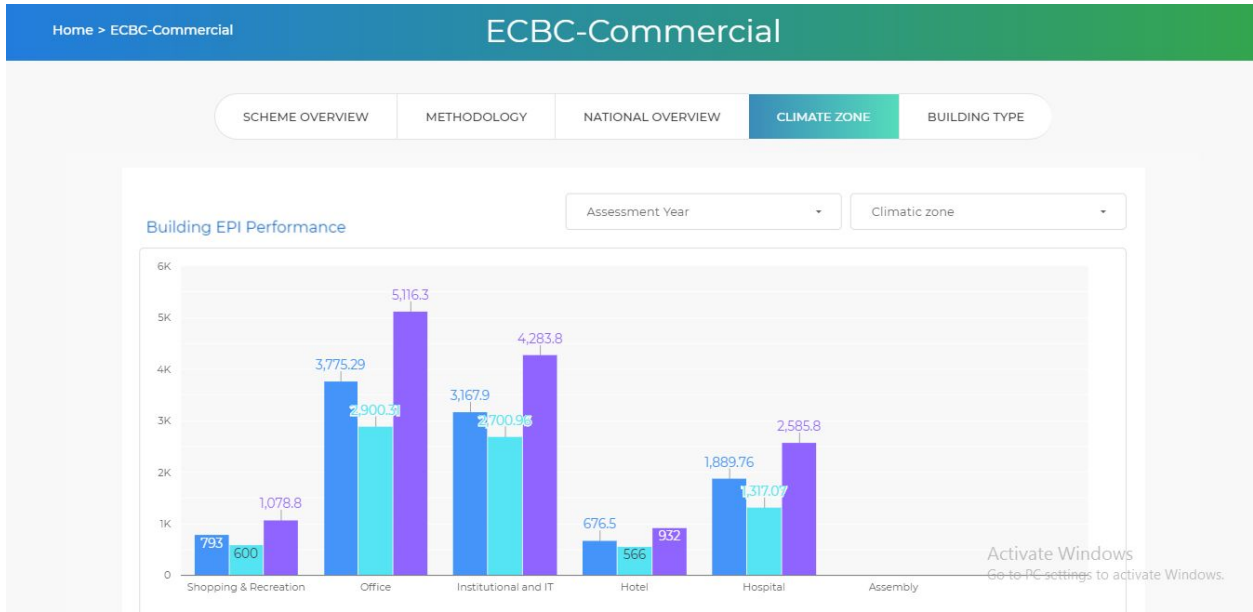 Home > ECBC-Commercial
ECBC-Commercial
SCHEME OVERVIEW
METHODOLOGY
NATIONAL OVERVIEW
CLIMATE ZONE
BUILDING TYPE
Assessment Year
Climatic zone
Building EPI Performance
6K
5K
4K
3K
2K
1K
0
793
600
1,078.8
3,775.29
2,900.31
5,116.3
3,167.9
2,700.96
4,283.8
676.5
566
932
1,889.76
1,317.07
2,585.8
Shopping & Recreation
Office
Institutional and IT
Hotel
Hospital
Assembly
Activate Windows
Go to PC settings to activate Windows.